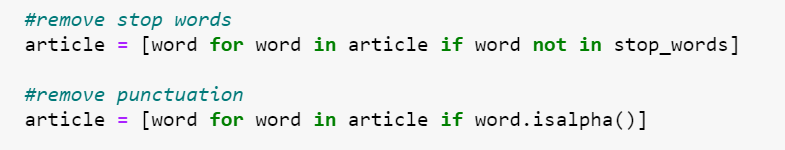 #remove stop words
article = [word for word in article if word not in stop_words]
#remove punctuation
article = [word for word in article if word.isalpha()]